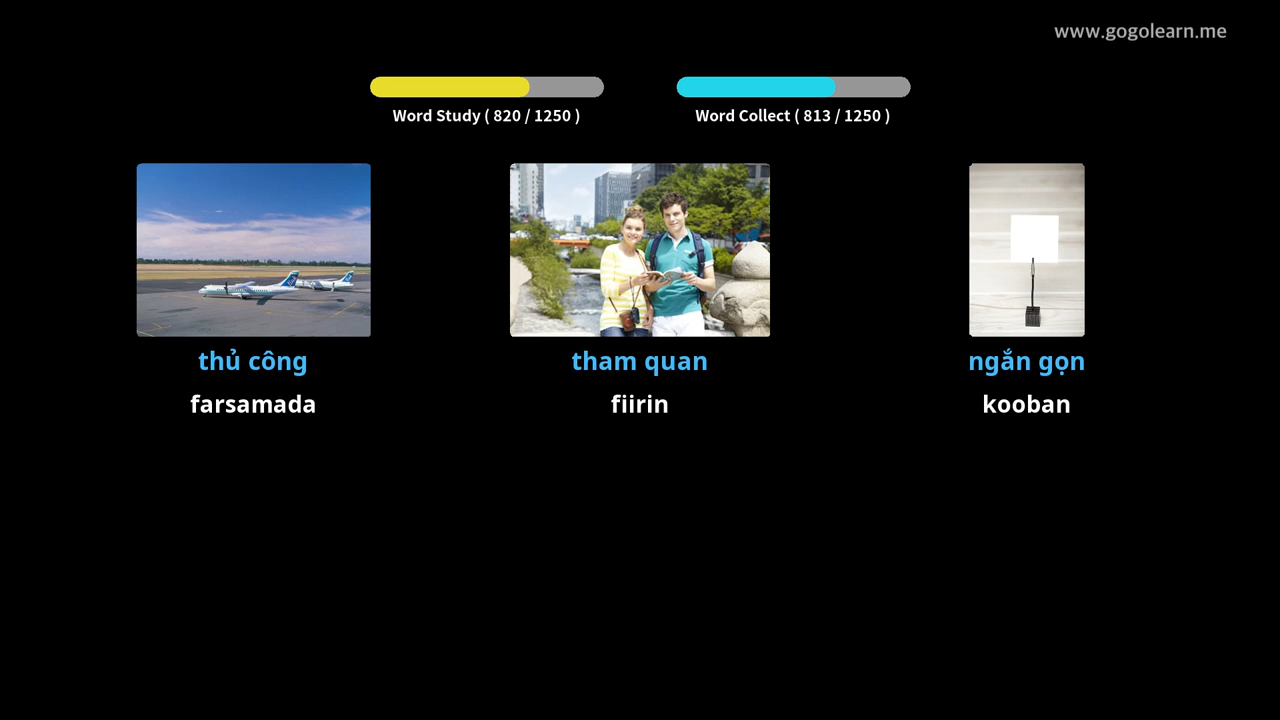 www.gogolearn.me
Word Study ( 820 / 1250 )
Word Collect ( 813 / 1250 )
thủ công
tham quan
ngắn gọn
farsamada
fiirin
kooban